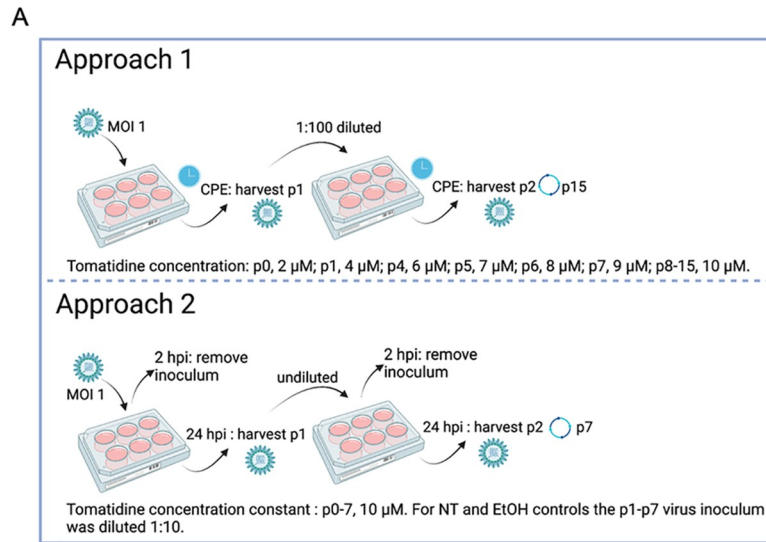 A
Approach 1
MOI 1
1:100 diluted
CPE: harvest p1
CPE: harvest p2 p15
Tomatidine concentration: p0, 2 µM; p1, 4 µM; p4, 6 µM; p5, 7 µM; p6, 8 µM; p7, 9 µM; p8-15, 10 µM.
Approach 2
2 hpi: remove
inoculum
MOI 1
undiluted
2 hpi: remove
inoculum
24 hpi : harvest p1
24 hpi : harvest p2 p7
Tomatidine concentration constant : p0-7, 10 µM. For NT and EtOH controls the p1-p7 virus inoculum
was diluted 1:10.